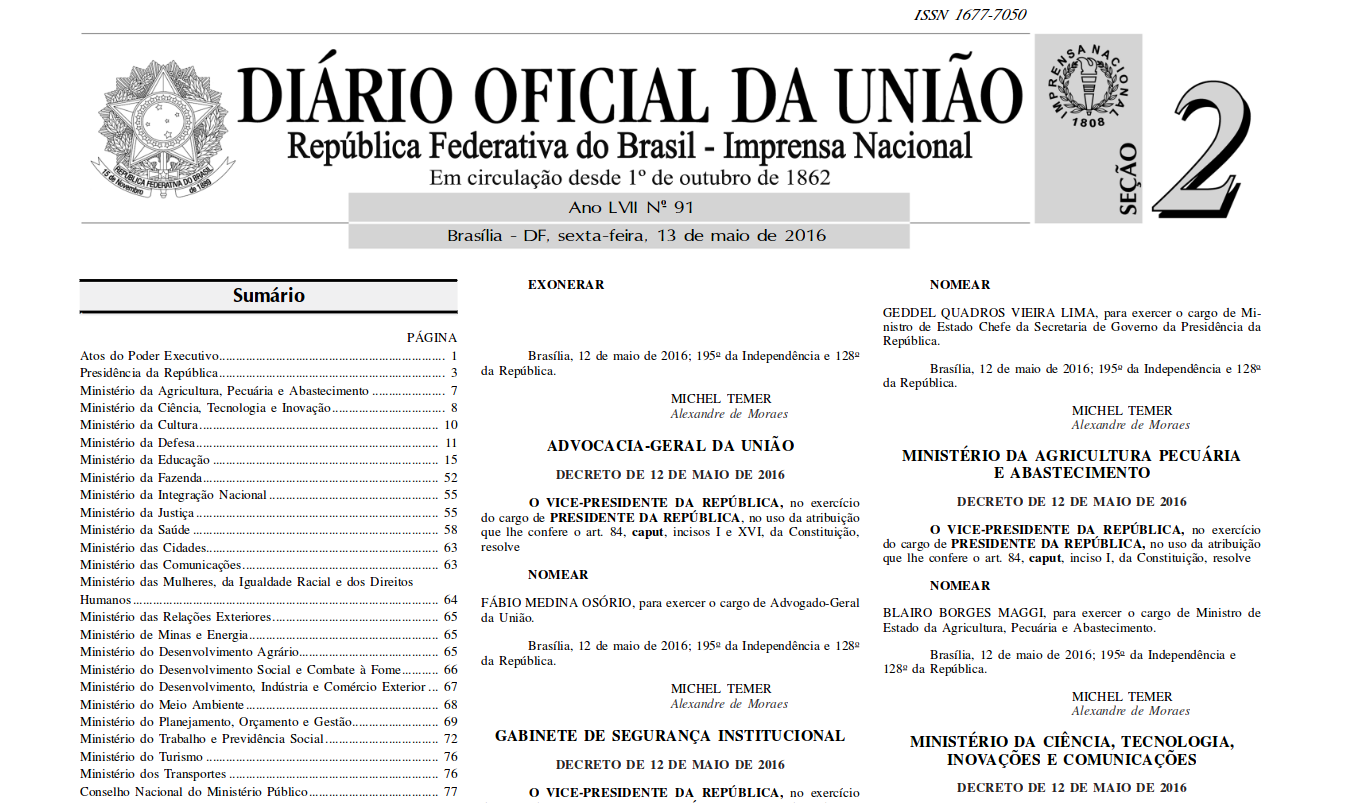 ISSN 1677-7050
DIÁRIO OFICIAL DA UNIÃO
República Federativa do Brasil - Imprensa Nacional
Em circulação desde 1º de outubro de 1862
Ano LVII Nº 91
Brasília - DF, sexta-feira, 13 de maio de 2016
REPÚBLICA FEDERATIVA DO BRASIL
15 de Novembro
de 1889
IMPRENSA NACIONAL
1808
SEÇÃO
2
Sumário
PÁGINA
Atos do Poder Executivo..................................................................... 1
Presidência da República..................................................................... 3
Ministério da Agricultura, Pecuária e Abastecimento ...................... 7
Ministério da Ciência, Tecnologia e Inovação.................................. 8
Ministério da Cultura........................................................................ 10
Ministério da Defesa......................................................................... 11
Ministério da Educação .................................................................... 15
Ministério da Fazenda....................................................................... 52
Ministério da Integração Nacional ................................................... 55
Ministério da Justiça ......................................................................... 55
Ministério da Saúde .......................................................................... 58
Ministério das Cidades...................................................................... 63
Ministério das Comunicações........................................................... 63
Ministério das Mulheres, da Igualdade Racial e dos Direitos
Humanos............................................................................................ 64
Ministério das Relações Exteriores.................................................. 65
Ministério de Minas e Energia......................................................... 65
Ministério do Desenvolvimento Agrário.......................................... 65
Ministério do Desenvolvimento Social e Combate à Fome........... 66
Ministério do Desenvolvimento, Indústria e Comércio Exterior ... 67
Ministério do Meio Ambiente .......................................................... 68
Ministério do Planejamento, Orçamento e Gestão.......................... 69
Ministério do Trabalho e Previdência Social.................................. 72
Ministério do Turismo ...................................................................... 76
Ministério dos Transportes ............................................................... 76
Conselho Nacional do Ministério Público....................................... 77
EXONERAR
Brasília, 12 de maio de 2016; 195º da Independência e 128º
da República.
MICHEL TEMER
Alexandre de Moraes
ADVOCACIA-GERAL DA UNIÃO
DECRETO DE 12 DE MAIO DE 2016
O VICE-PRESIDENTE DA REPÚBLICA, no exercício
do cargo de PRESIDENTE DA REPÚBLICA, no uso da atribuição
que lhe confere o art. 84, caput, incisos I e XVI, da Constituição,
resolve
NOMEAR
FÁBIO MEDINA OSÓRIO, para exercer o cargo de Advogado-Geral
da União.
Brasília, 12 de maio de 2016; 195º da Independência e 128º
da República.
MICHEL TEMER
Alexandre de Moraes
GABINETE DE SEGURANÇA INSTITUCIONAL
DECRETO DE 12 DE MAIO DE 2016
O VICE-PRESIDENTE DA REPÚBLICA, no exercício
NOMEAR
GEDDEL QUADROS VIEIRA LIMA, para exercer o cargo de Mi-
nistro de Estado Chefe da Secretaria de Governo da Presidência da
República.
Brasília, 12 de maio de 2016; 195º da Independência e 128º
da República.
MICHEL TEMER
Alexandre de Moraes
MINISTÉRIO DA AGRICULTURA PECUÁRIA
E ABASTECIMENTO
DECRETO DE 12 DE MAIO DE 2016
O VICE-PRESIDENTE DA REPÚBLICA, no exercício
do cargo de PRESIDENTE DA REPÚBLICA, no uso da atribuição
que lhe confere o art. 84, caput, inciso I, da Constituição, resolve
NOMEAR
BLAIRO BORGES MAGGI, para exercer o cargo de Ministro de
Estado da Agricultura, Pecuária e Abastecimento.
Brasília, 12 de maio de 2016; 195º da Independência e
128º da República.
MICHEL TEMER
Alexandre de Moraes
MINISTÉRIO DA CIÊNCIA, TECNOLOGIA,
INOVAÇÕES E COMUNICAÇÕES
DECRETO DE 12 DE MAIO DE 2016